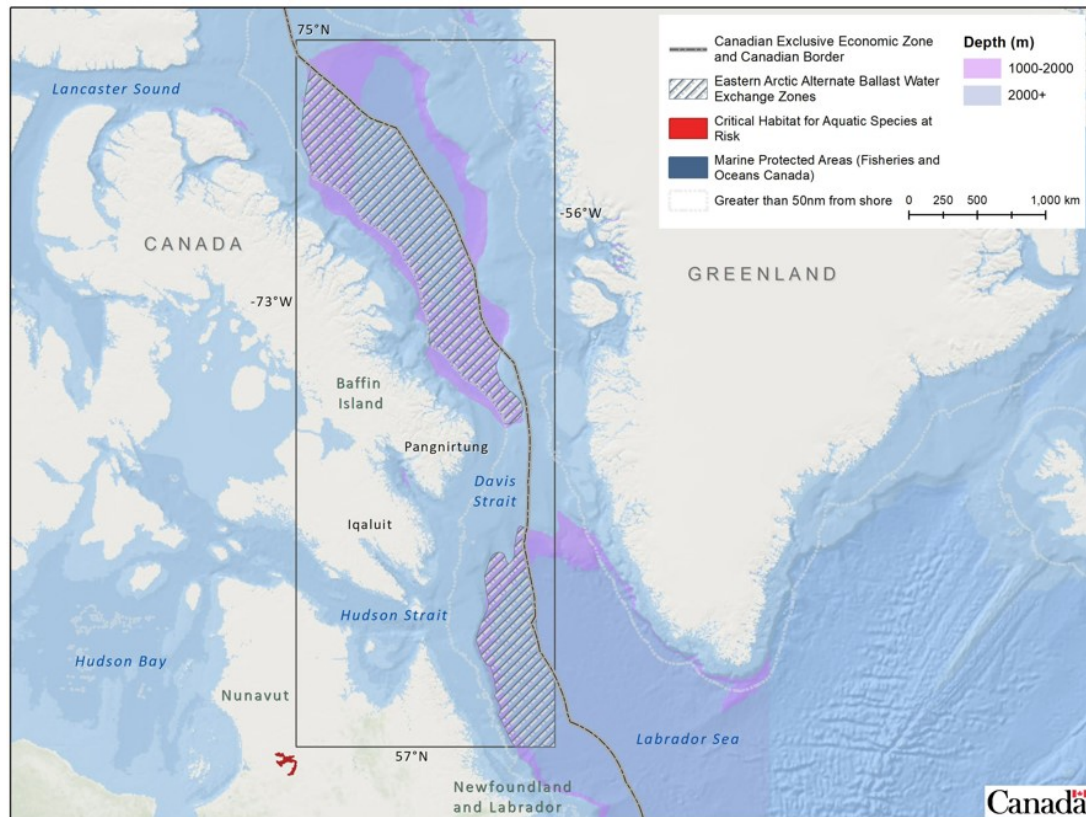 75°N
Lancaster Sound
CANADA
-73°W
-56°W
GREENLAND
Baffin
Island
Pangnirtung
Davis
Strait
Iqaluit
Hudson Strait
Hudson Bay
Nunavut
57°N
Labrador Sea
Newfoundland
and Labrador
Canadian Exclusive Economic Zone
and Canadian Border
Eastern Arctic Alternate Ballast Water
Exchange Zones
Critical Habitat for Aquatic Species at
Risk
Marine Protected Areas (Fisheries and
Oceans Canada)
Greater than 50nm from shore
Depth (m)
1000-2000
2000+
0 250 500 1,000 km
Canada